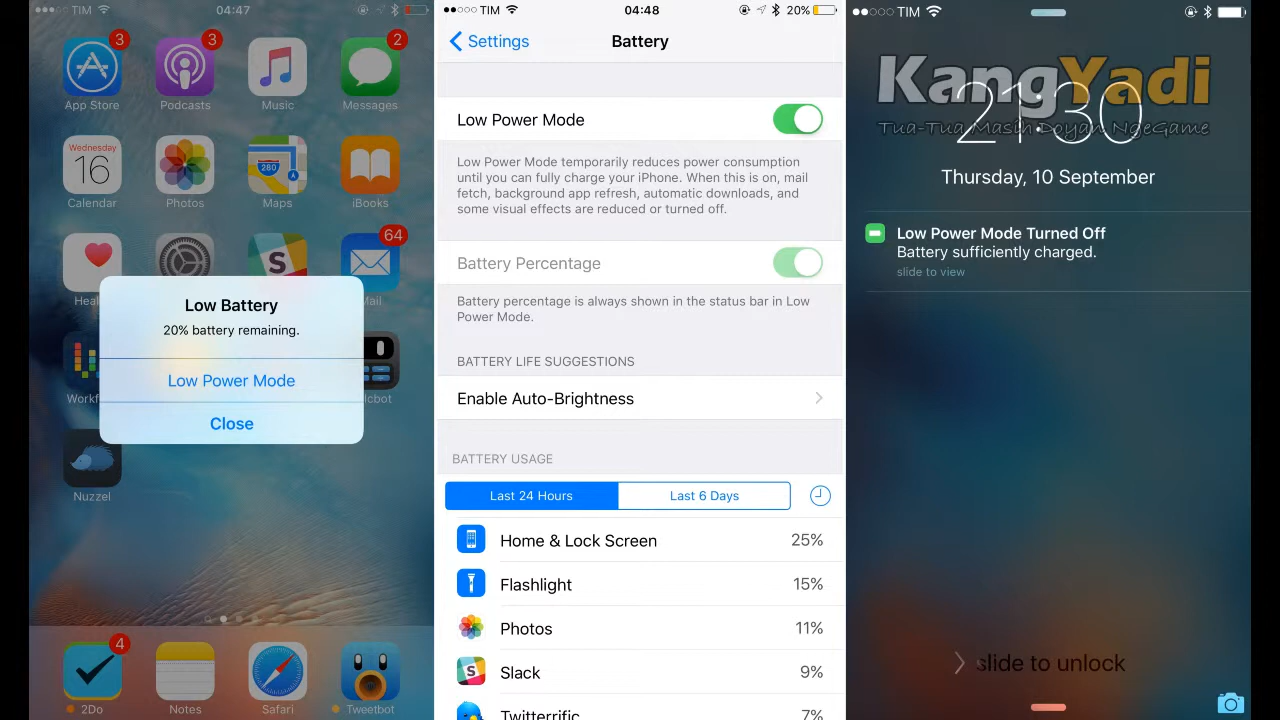 TIM 04:47
3
3
2
App Store
Podcasts
Music
Messages
Wednesday
16
280
Calendar
Photos
Maps
iBooks
64
S
Mail
Low Battery
20% battery remaining.
Low Power Mode
Close
Nuzzel
4
2Do
Notes
Safari
Tweetbot
TIM 04:48 20%
Settings
Battery
Low Power Mode
Low Power Mode temporarily reduces power consumption
until you can fully charge your iPhone. When this is on, mail
fetch, background app refresh, automatic downloads, and
some visual effects are reduced or turned off.
Battery Percentage
Battery percentage is always shown in the status bar in Low
Power Mode.
BATTERY LIFE SUGGESTIONS
Enable Auto-Brightness
BATTERY USAGE
Last 24 Hours
Last 6 Days
Home & Lock Screen 25%
Flashlight 15%
Photos 11%
S
Slack 9%
Twitterrific 7%
TIM
KangYadi
21:30
Tua-Tua Masih Doyan NgeGame
Thursday, 10 September
Low Power Mode Turned Off
Battery sufficiently charged.
slide to view
slide to unlock